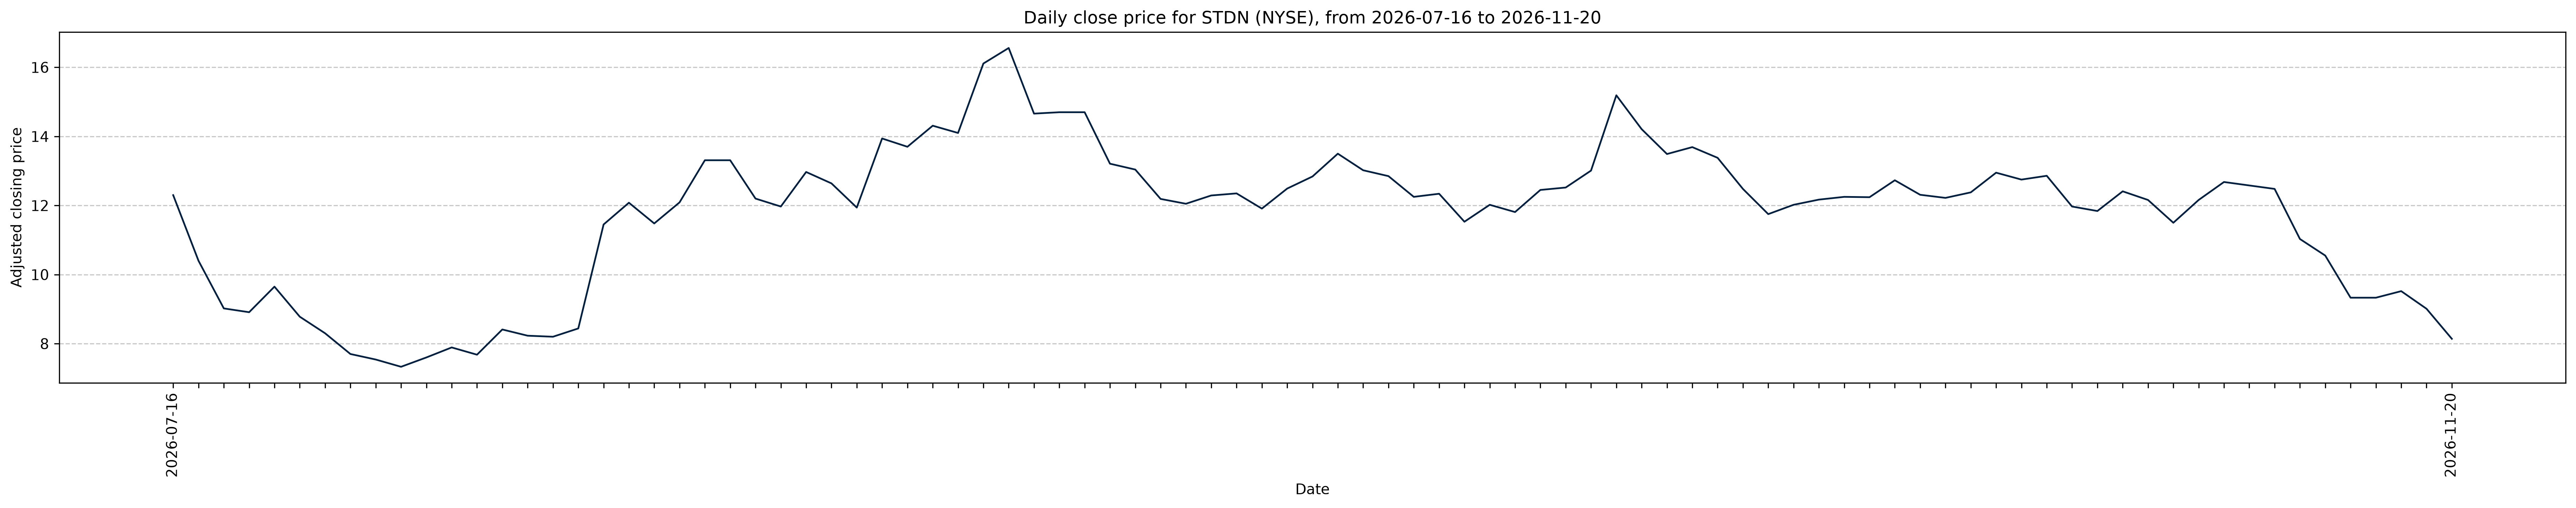 Daily close price for STDN (NYSE), from 2026-07-16 to 2026-11-20
Adjusted closing price
16
14
12
10
8
2026-07-16
2026-11-20
Date